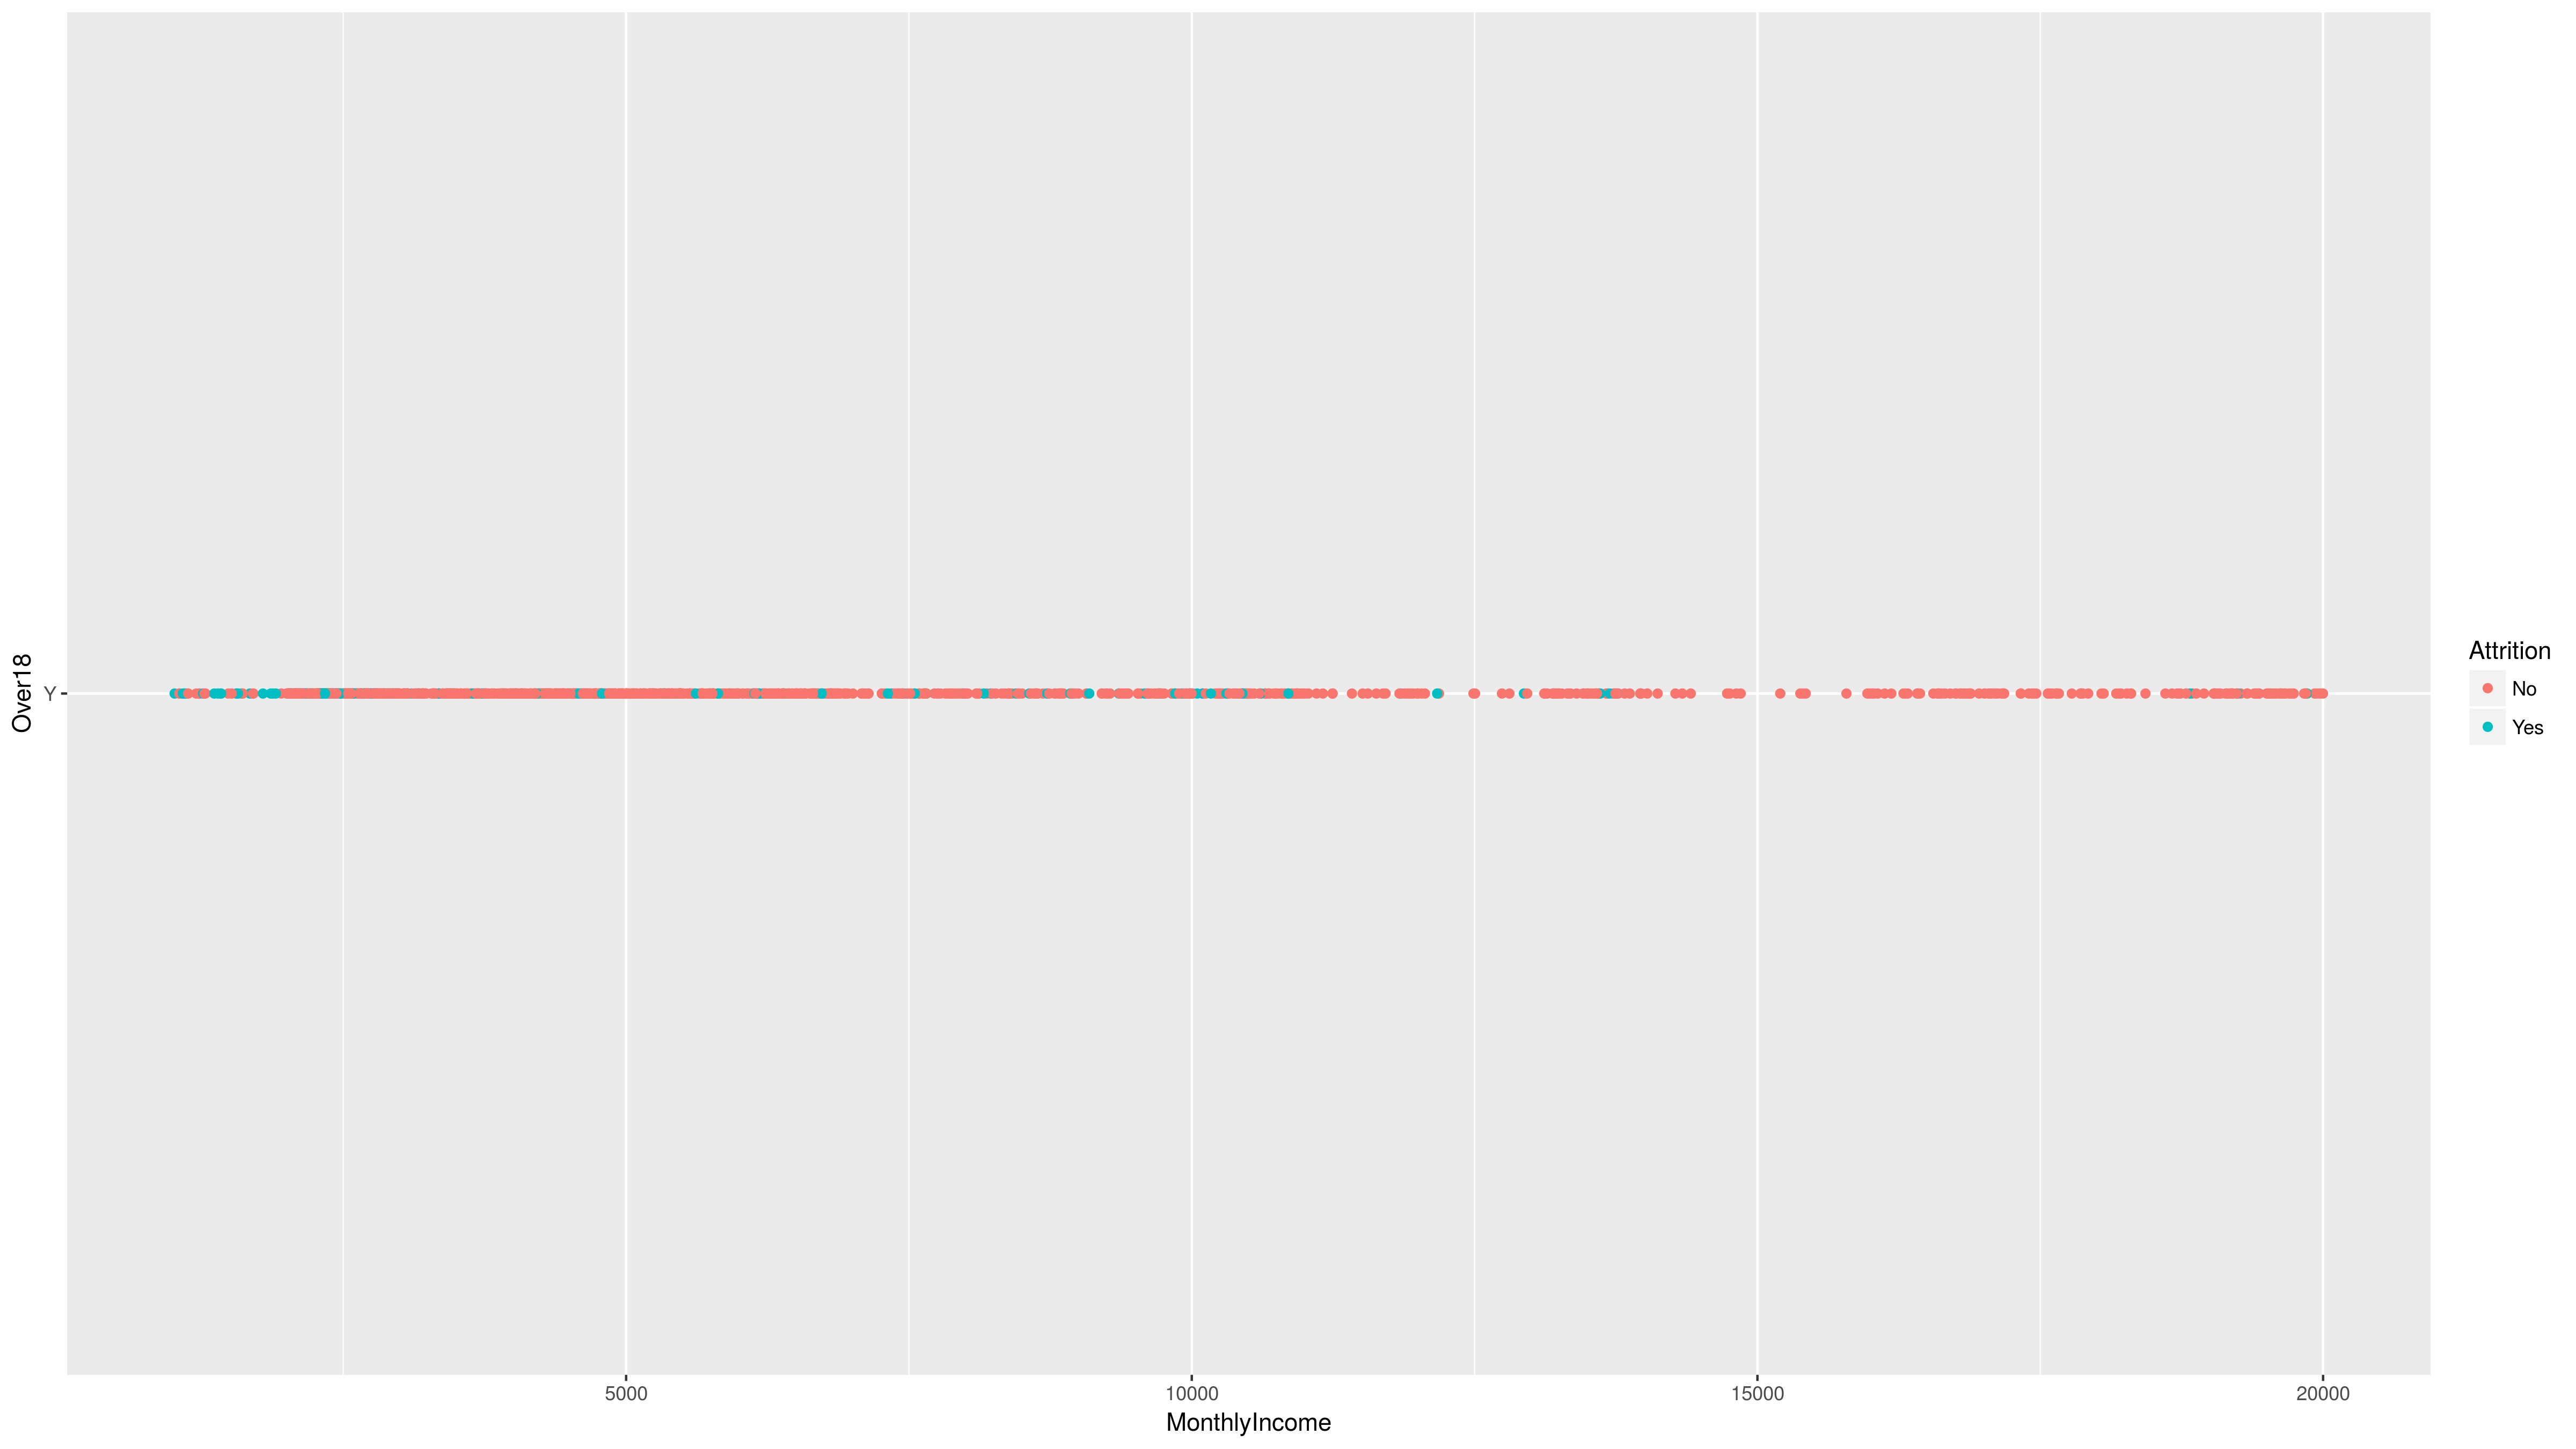 Over18
Y
5000
10000
15000
20000
MonthlyIncome
Attrition
No
Yes